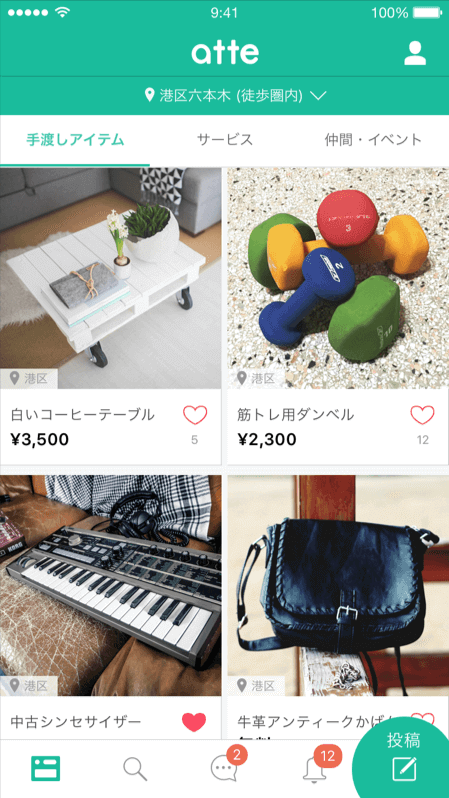 9:41
100%
atte
港区六本木 (徒歩圏内)
手渡しアイテム
サービス
仲間・イベント
港区
港区
白いコーヒーテーブル
¥3,500
5
筋トレ用ダンベル
¥2,300
12
3
2
10
港区
港区
中古シンセサイザー
牛革アンティークかばん
2
12
投稿